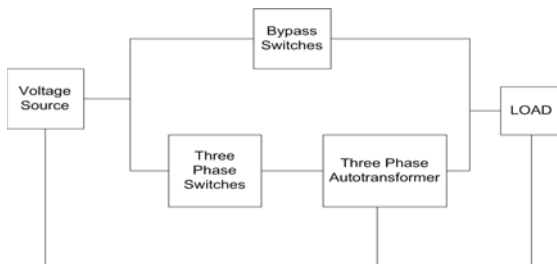 Bypass
Switches
Voltage
Source
LOAD
Three
Phase
Switches
Three Phase
Autotransformer